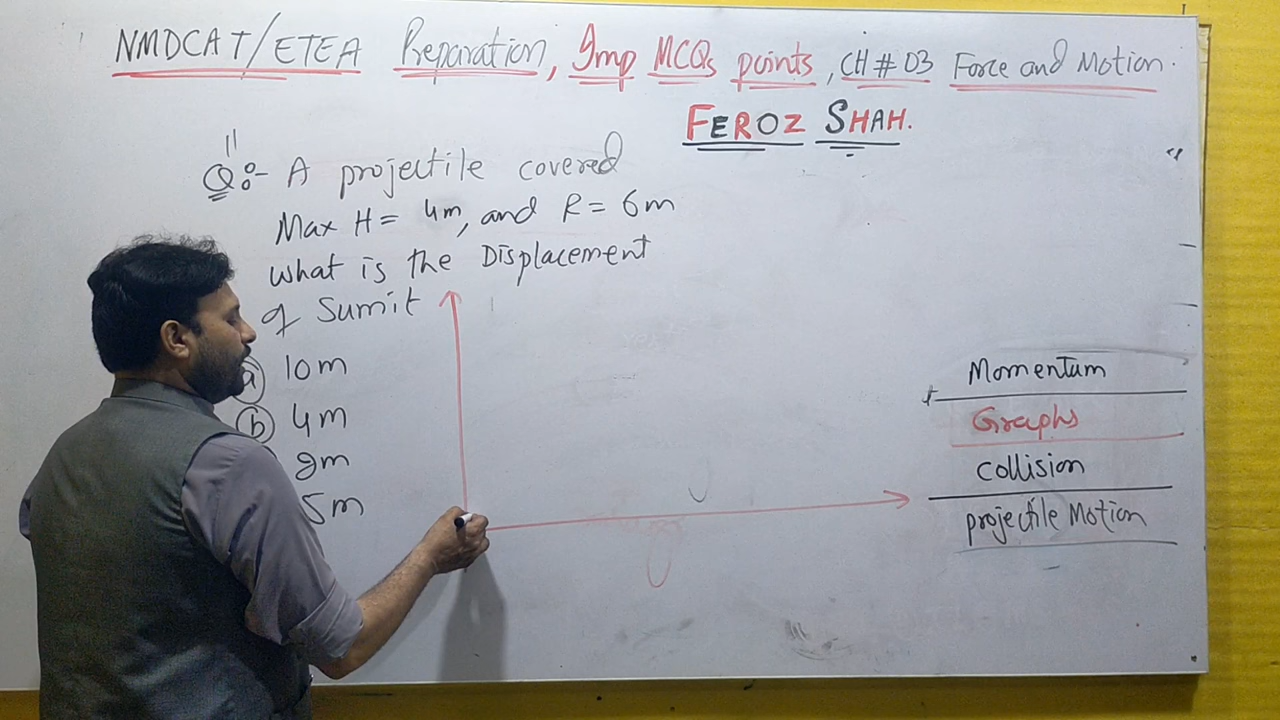 NMDCAT/ETEA Preparation, Imp MCQs points, CH # 03 Force and Motion.
FEROZ SHAH.
Q:- A projectile covered
Max H = 4m, and R = 6m
what is the Displacement
of Sumit
a 10m
b 4m
8m
5m
Momentum
Graphs
collision
projectile Motion